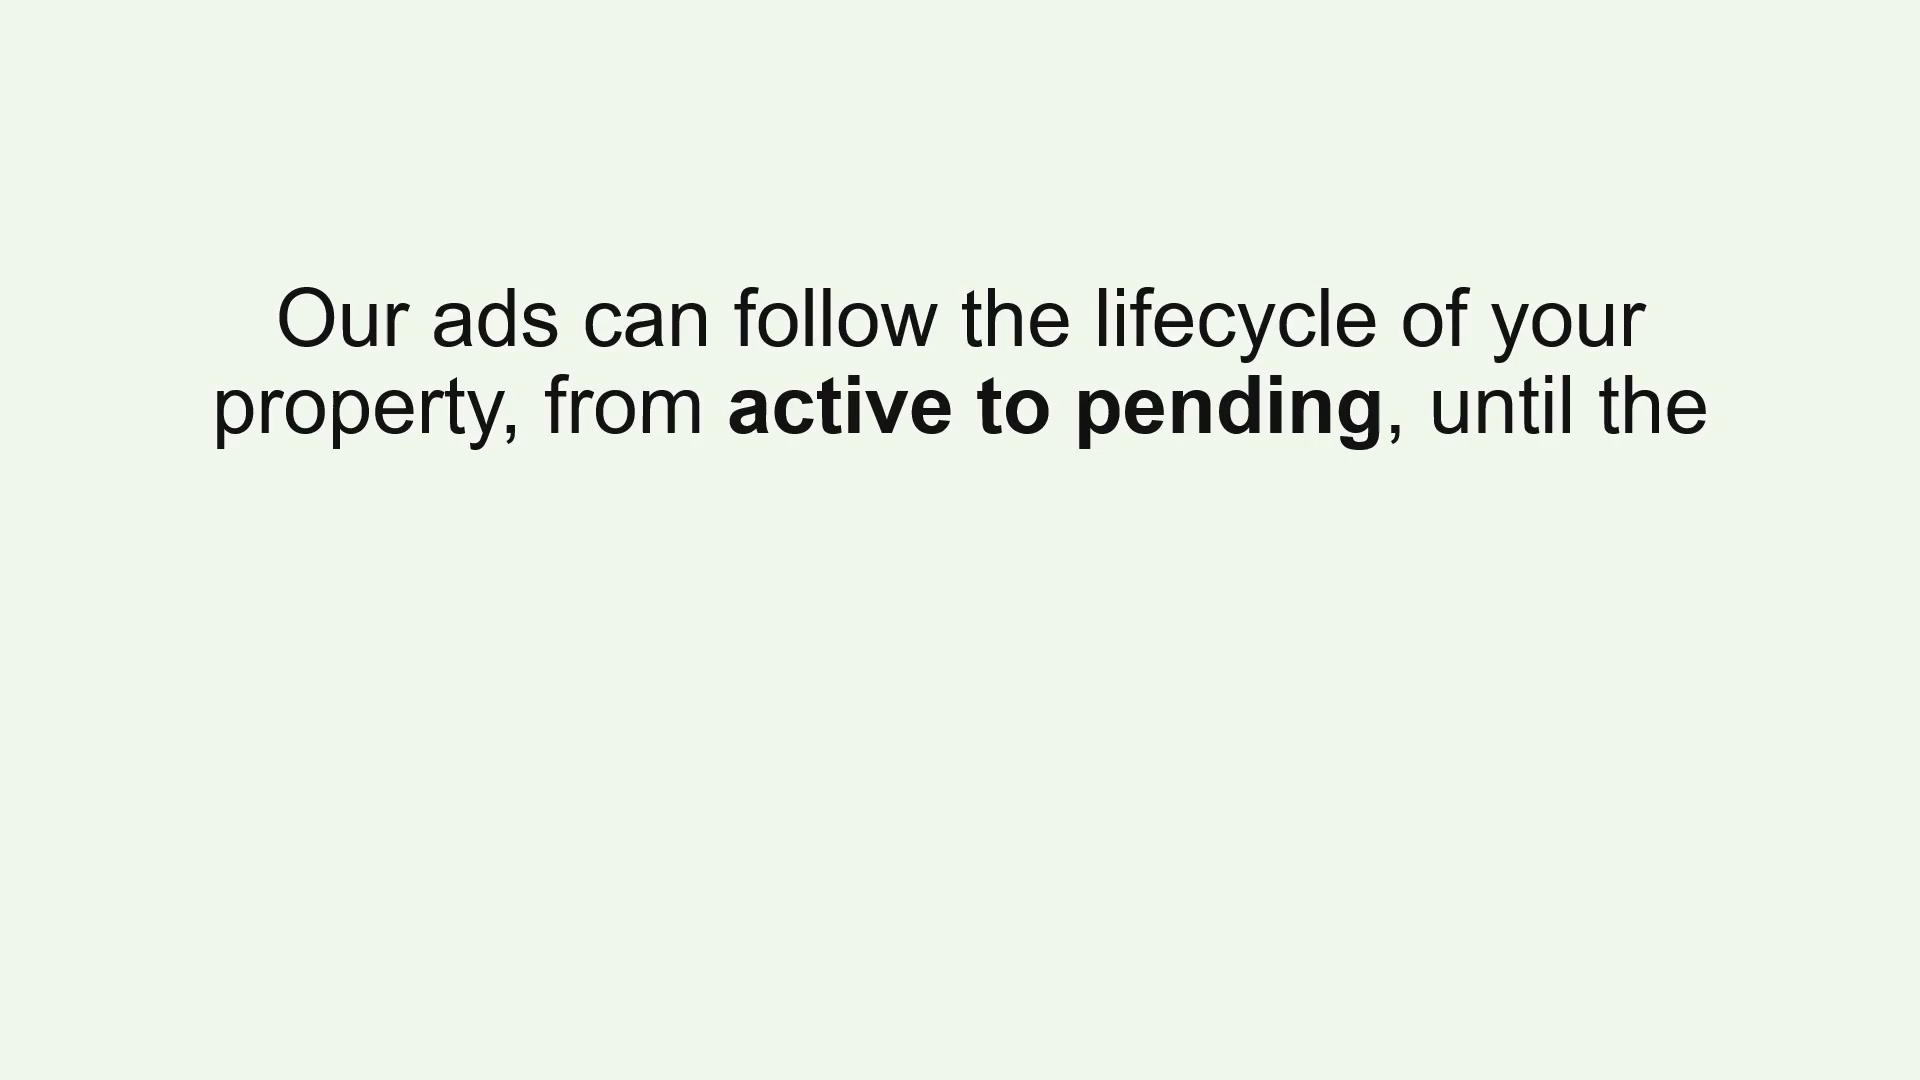 Our ads can follow the lifecycle of your
property, from active to pending, until the